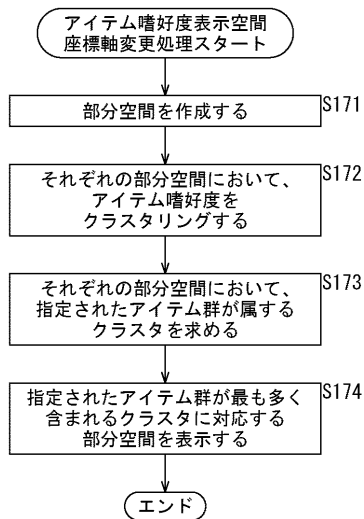 アイテム嗜好度表示空間
座標軸変更処理スタート
S171
部分空間を作成する
S172
それぞれの部分空間において、
アイテム嗜好度を
クラスタリングする
S173
それぞれの部分空間において、
指定されたアイテム群が属する
クラスタを求める
S174
指定されたアイテム群が最も多く
含まれるクラスタに対応する
部分空間を表示する
エンド